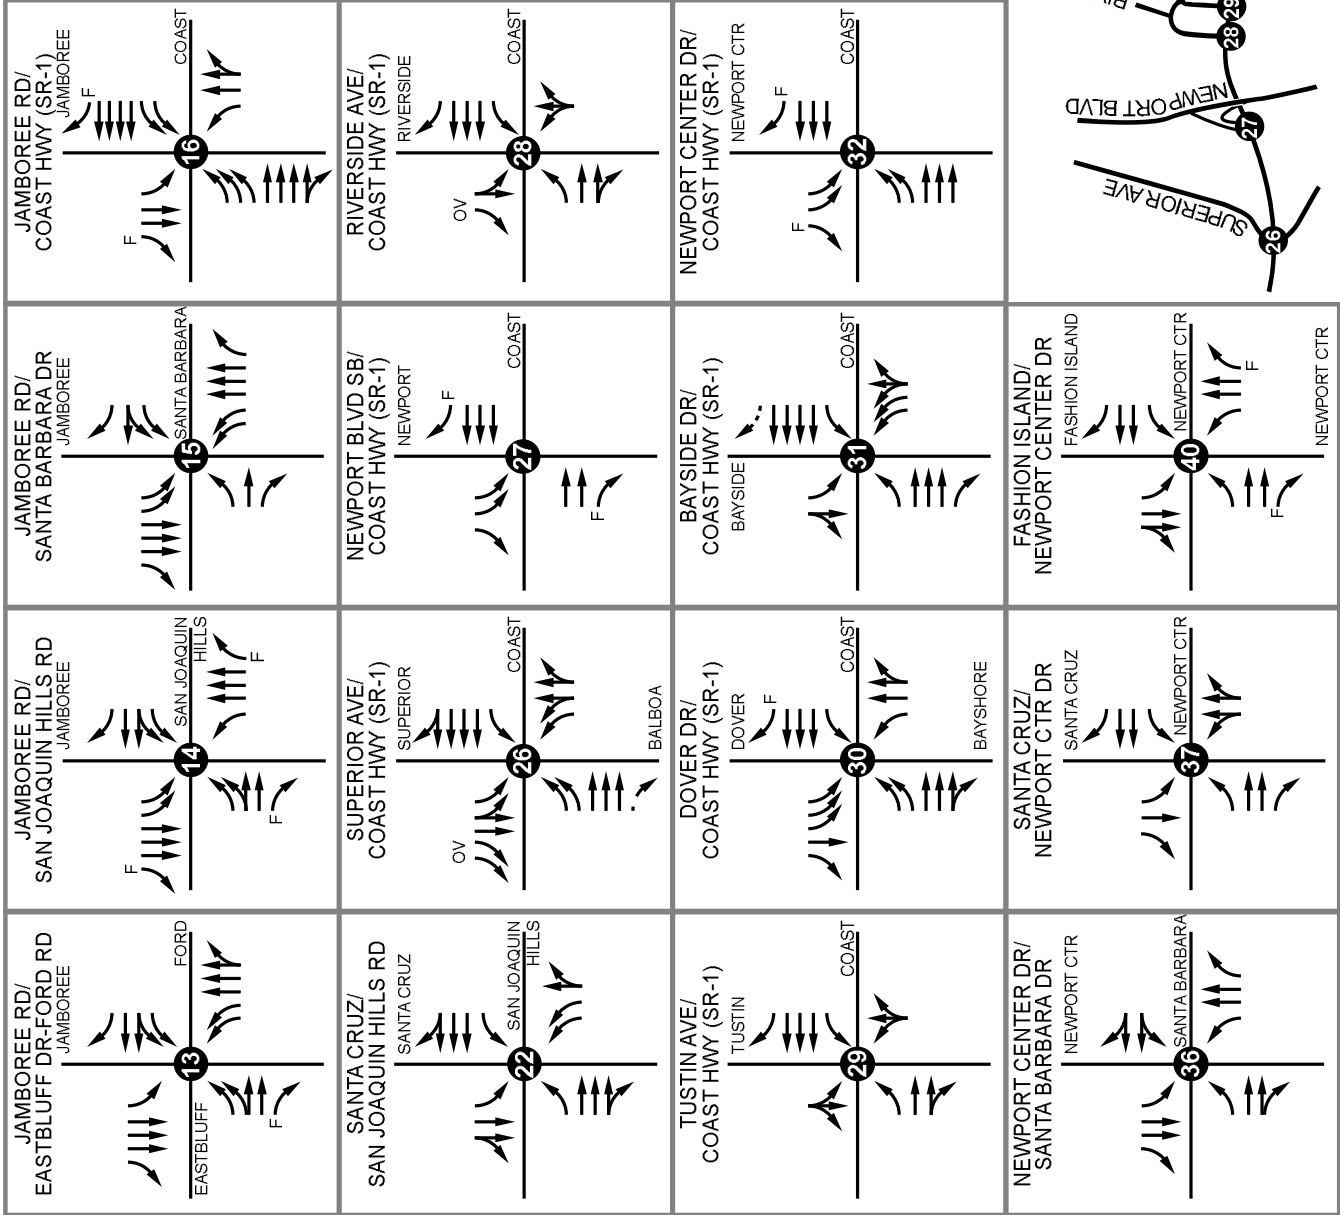 JAMBOREE RD/
EASTBLUFF DR-FORD RD
JAMBOREE
FORD
13
EASTBLUFF
F
JAMBOREE RD/
SAN JOAQUIN HILLS RD
JAMBOREE
SAN JOAQUIN
HILLS
14
F
F
F
JAMBOREE RD/
SANTA BARBARA DR
JAMBOREE
SANTA BARBARA
15
JAMBOREE RD/
COAST HWY (SR-1)
JAMBOREE
F
COAST
16
F
SANTA CRUZ/
SAN JOAQUIN HILLS RD
SANTA CRUZ
SAN JOAQUIN
HILLS
22
SUPERIOR AVE/
COAST HWY (SR-1)
SUPERIOR
OV
COAST
26
BALBOA
NEWPORT BLVD SB/
COAST HWY (SR-1)
NEWPORT
F
COAST
27
F
RIVERSIDE AVE/
COAST HWY (SR-1)
RIVERSIDE
OV
COAST
28
TUSTIN AVE/
COAST HWY (SR-1)
TUSTIN
COAST
29
DOVER DR/
COAST HWY (SR-1)
DOVER
F
COAST
30
BAYSHORE
BAYSIDE DR/
COAST HWY (SR-1)
BAYSIDE
COAST
31
NEWPORT CENTER DR/
COAST HWY (SR-1)
NEWPORT CTR
F
F
COAST
32
NEWPORT CENTER DR/
SANTA BARBARA DR
NEWPORT CTR
SANTA BARBARA
36
SANTA CRUZ/
NEWPORT CTR DR
SANTA CRUZ
NEWPORT CTR
37
FASHION ISLAND/
NEWPORT CENTER DR
FASHION ISLAND
NEWPORT CTR
40
F
F
NEWPORT CTR
SUPERIOR AVE
NEWPORT BLVD
26
27
28
29